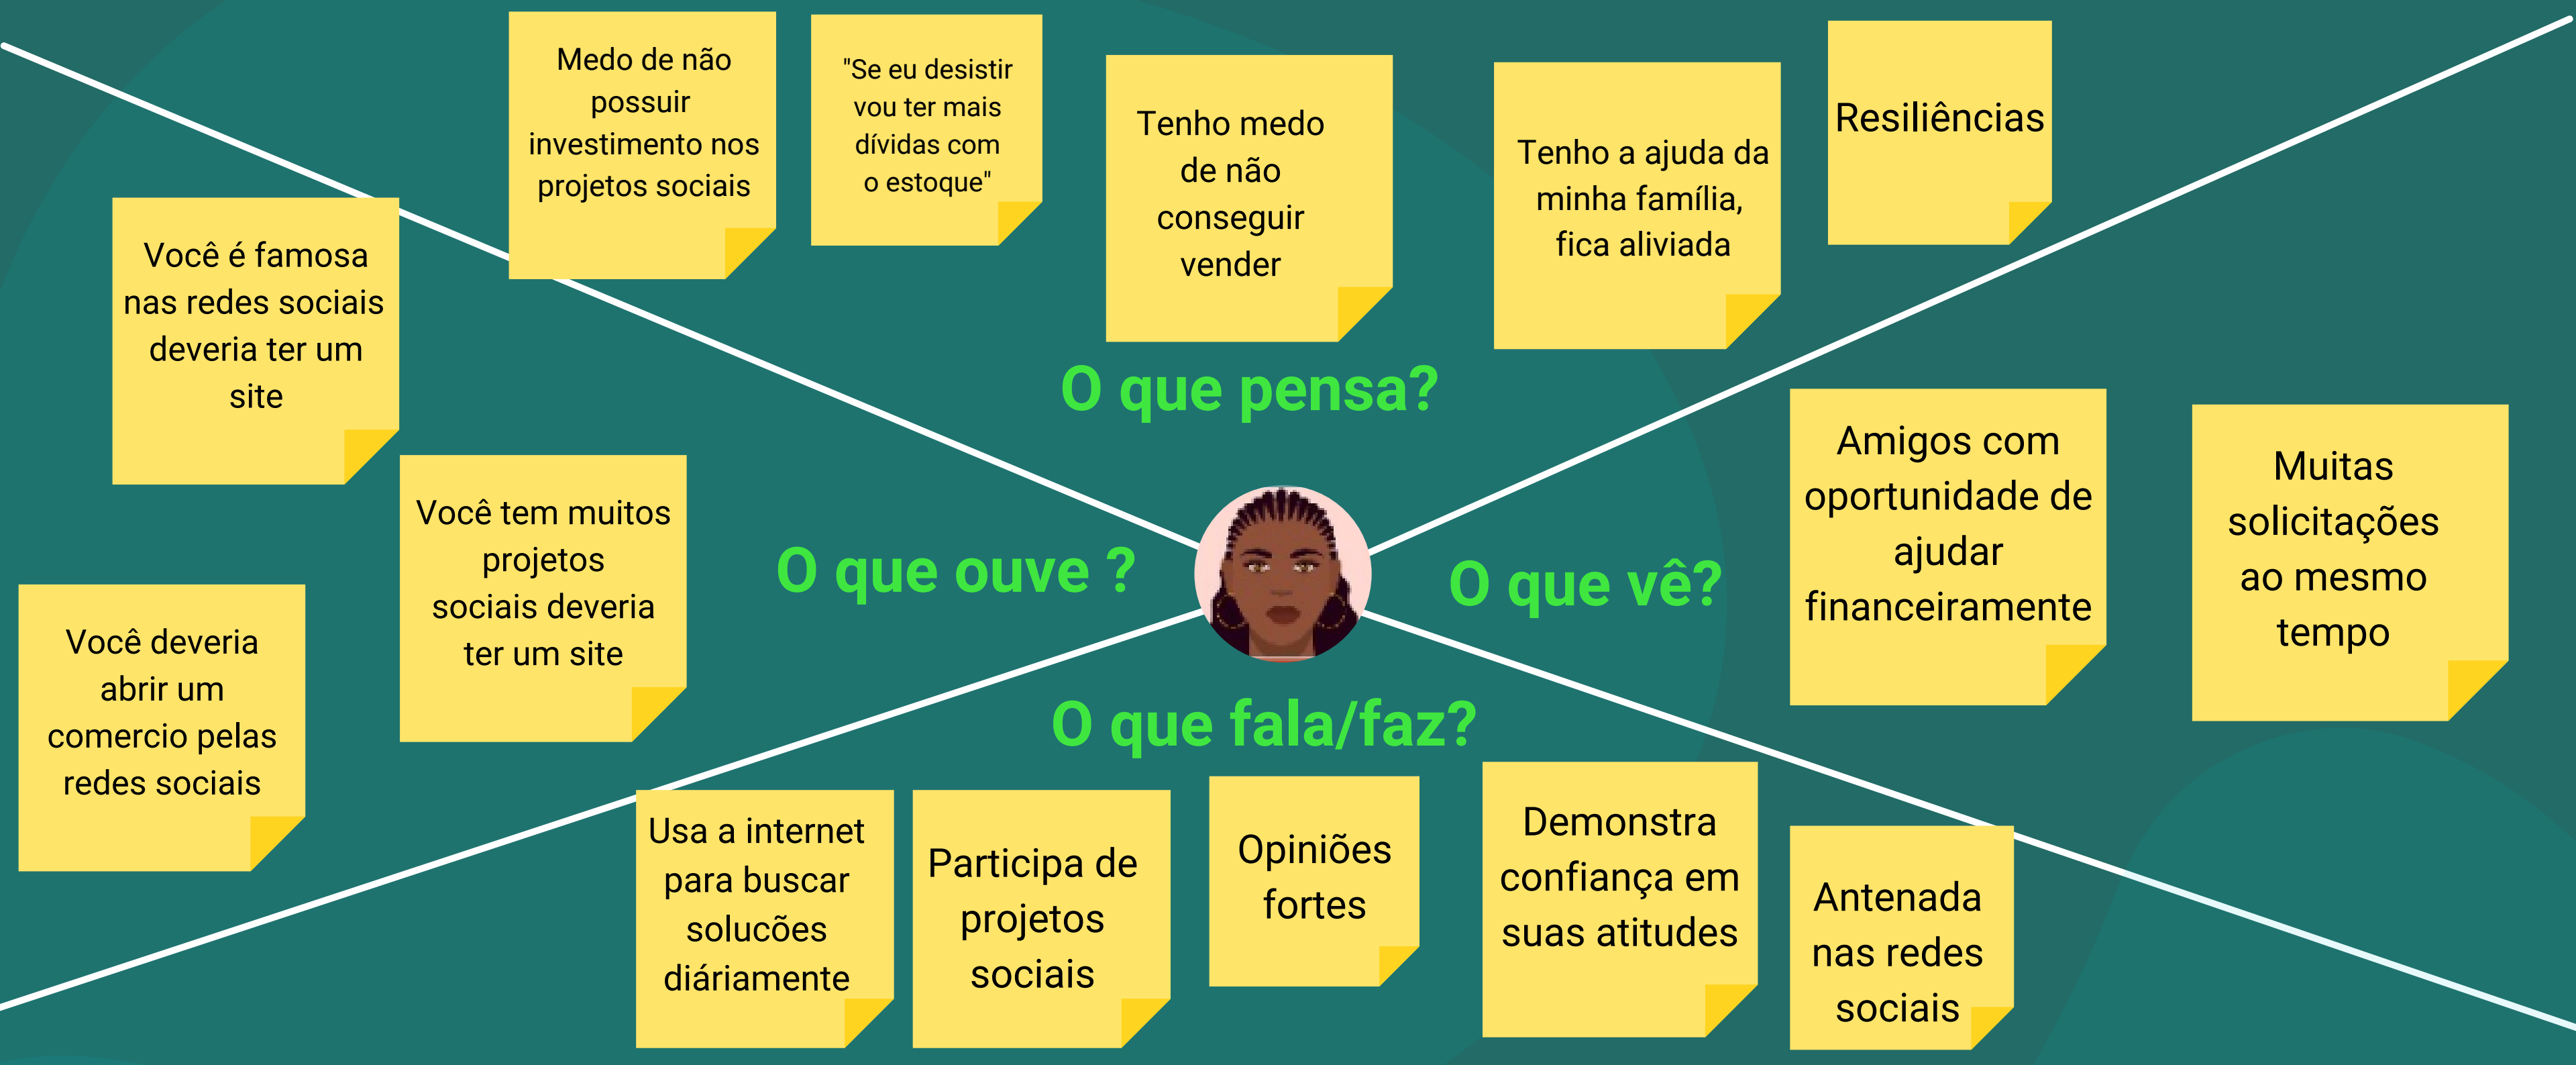 Medo de não
possuir
investimento nos
projetos sociais
"Se eu desistir
vou ter mais
dívidas com
o estoque"
Tenho medo
de não
conseguir
vender
Tenho a ajuda da
minha família,
fica aliviada
Resiliências
O que pensa?
Você é famosa
nas redes sociais
deveria ter um
site
Você tem muitos
projetos
sociais deveria
ter um site
Você deveria
abrir um
comercio pelas
redes sociais
O que ouve ?
O que vê?
Amigos com
oportunidade de
ajudar
financeiramente
Muitas
solicitações
ao mesmo
tempo
O que fala/faz?
Usa a internet
para buscar
solucões
diáriamente
Participa de
projetos
sociais
Opiniões
fortes
Demonstra
confiança em
suas atitudes
Antenada
nas redes
sociais